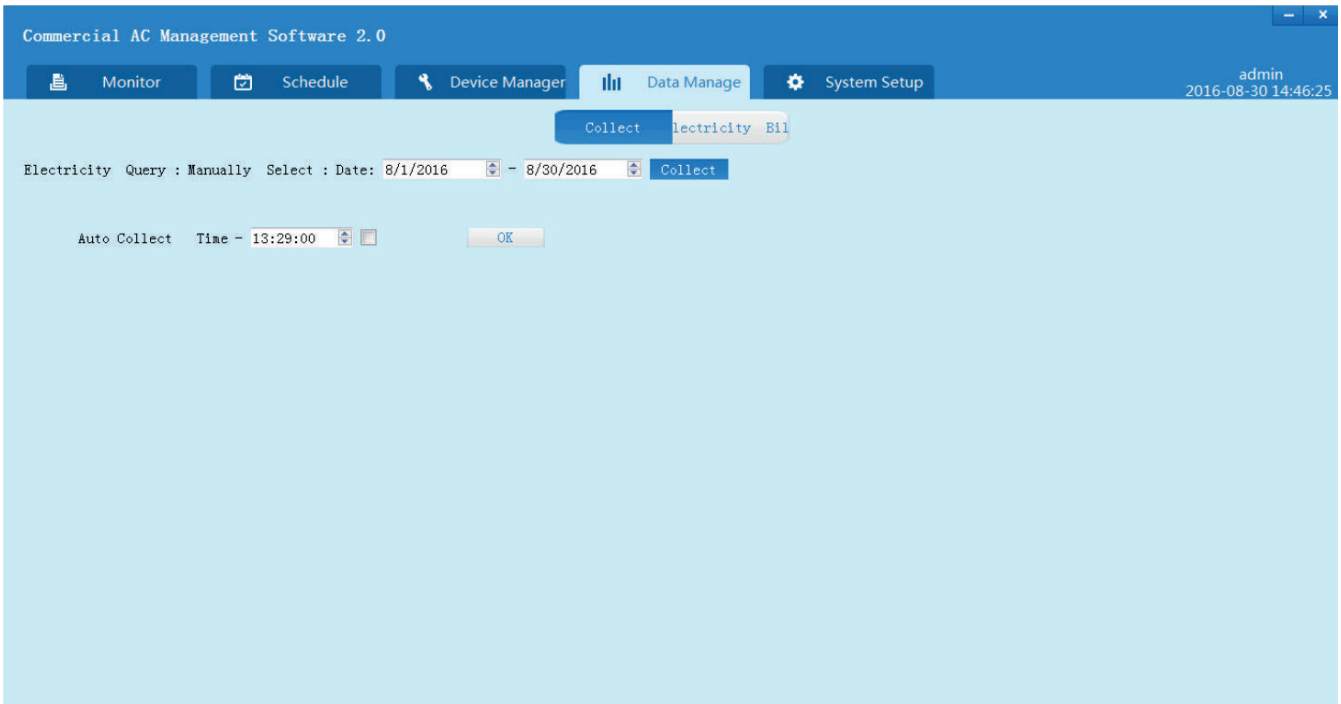 Commercial AC Management Software 2.0
Monitor Schedule Device Manager Data Manage System Setup
admin
2016-08-30 14:46:25
Collect lectricity Bil
Electricity Query : Manually Select : Date: 8/1/2016 - 8/30/2016 Collect
Auto Collect Time - 13:29:00 OK